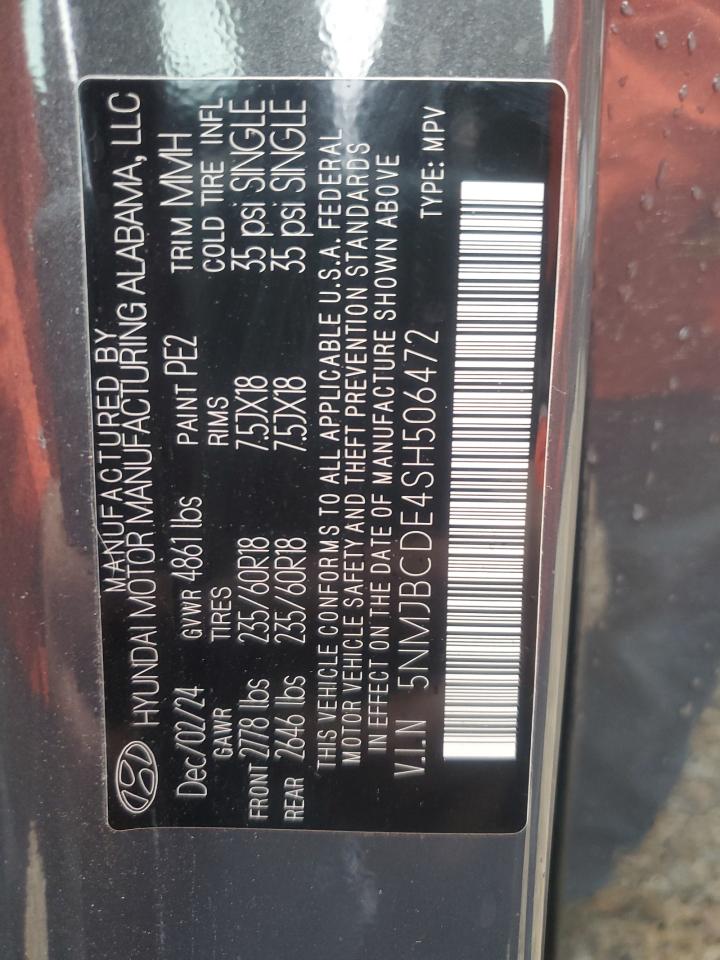 MANUFACTURED BY
HYUNDAI MOTOR MANUFACTURING ALABAMA, LLC
Dec/02/24 GVWR 4861 lbs PAINT PE2 TRIM MMH
GAWR TIRES RIMS COLD TIRE INFL
FRONT 2778 lbs 235/60R18 7.5JX18 35 psi SINGLE
REAR 2646 lbs 235/60R18 7.5JX18 35 psi SINGLE
THIS VEHICLE CONFORMS TO ALL APPLICABLE U.S.A. FEDERAL
MOTOR VEHICLE SAFETY AND THEFT PREVENTION STANDARDS
IN EFFECT ON THE DATE OF MANUFACTURE SHOWN ABOVE
V.I.N 5NMJBCDE4SH506472 TYPE: MPV